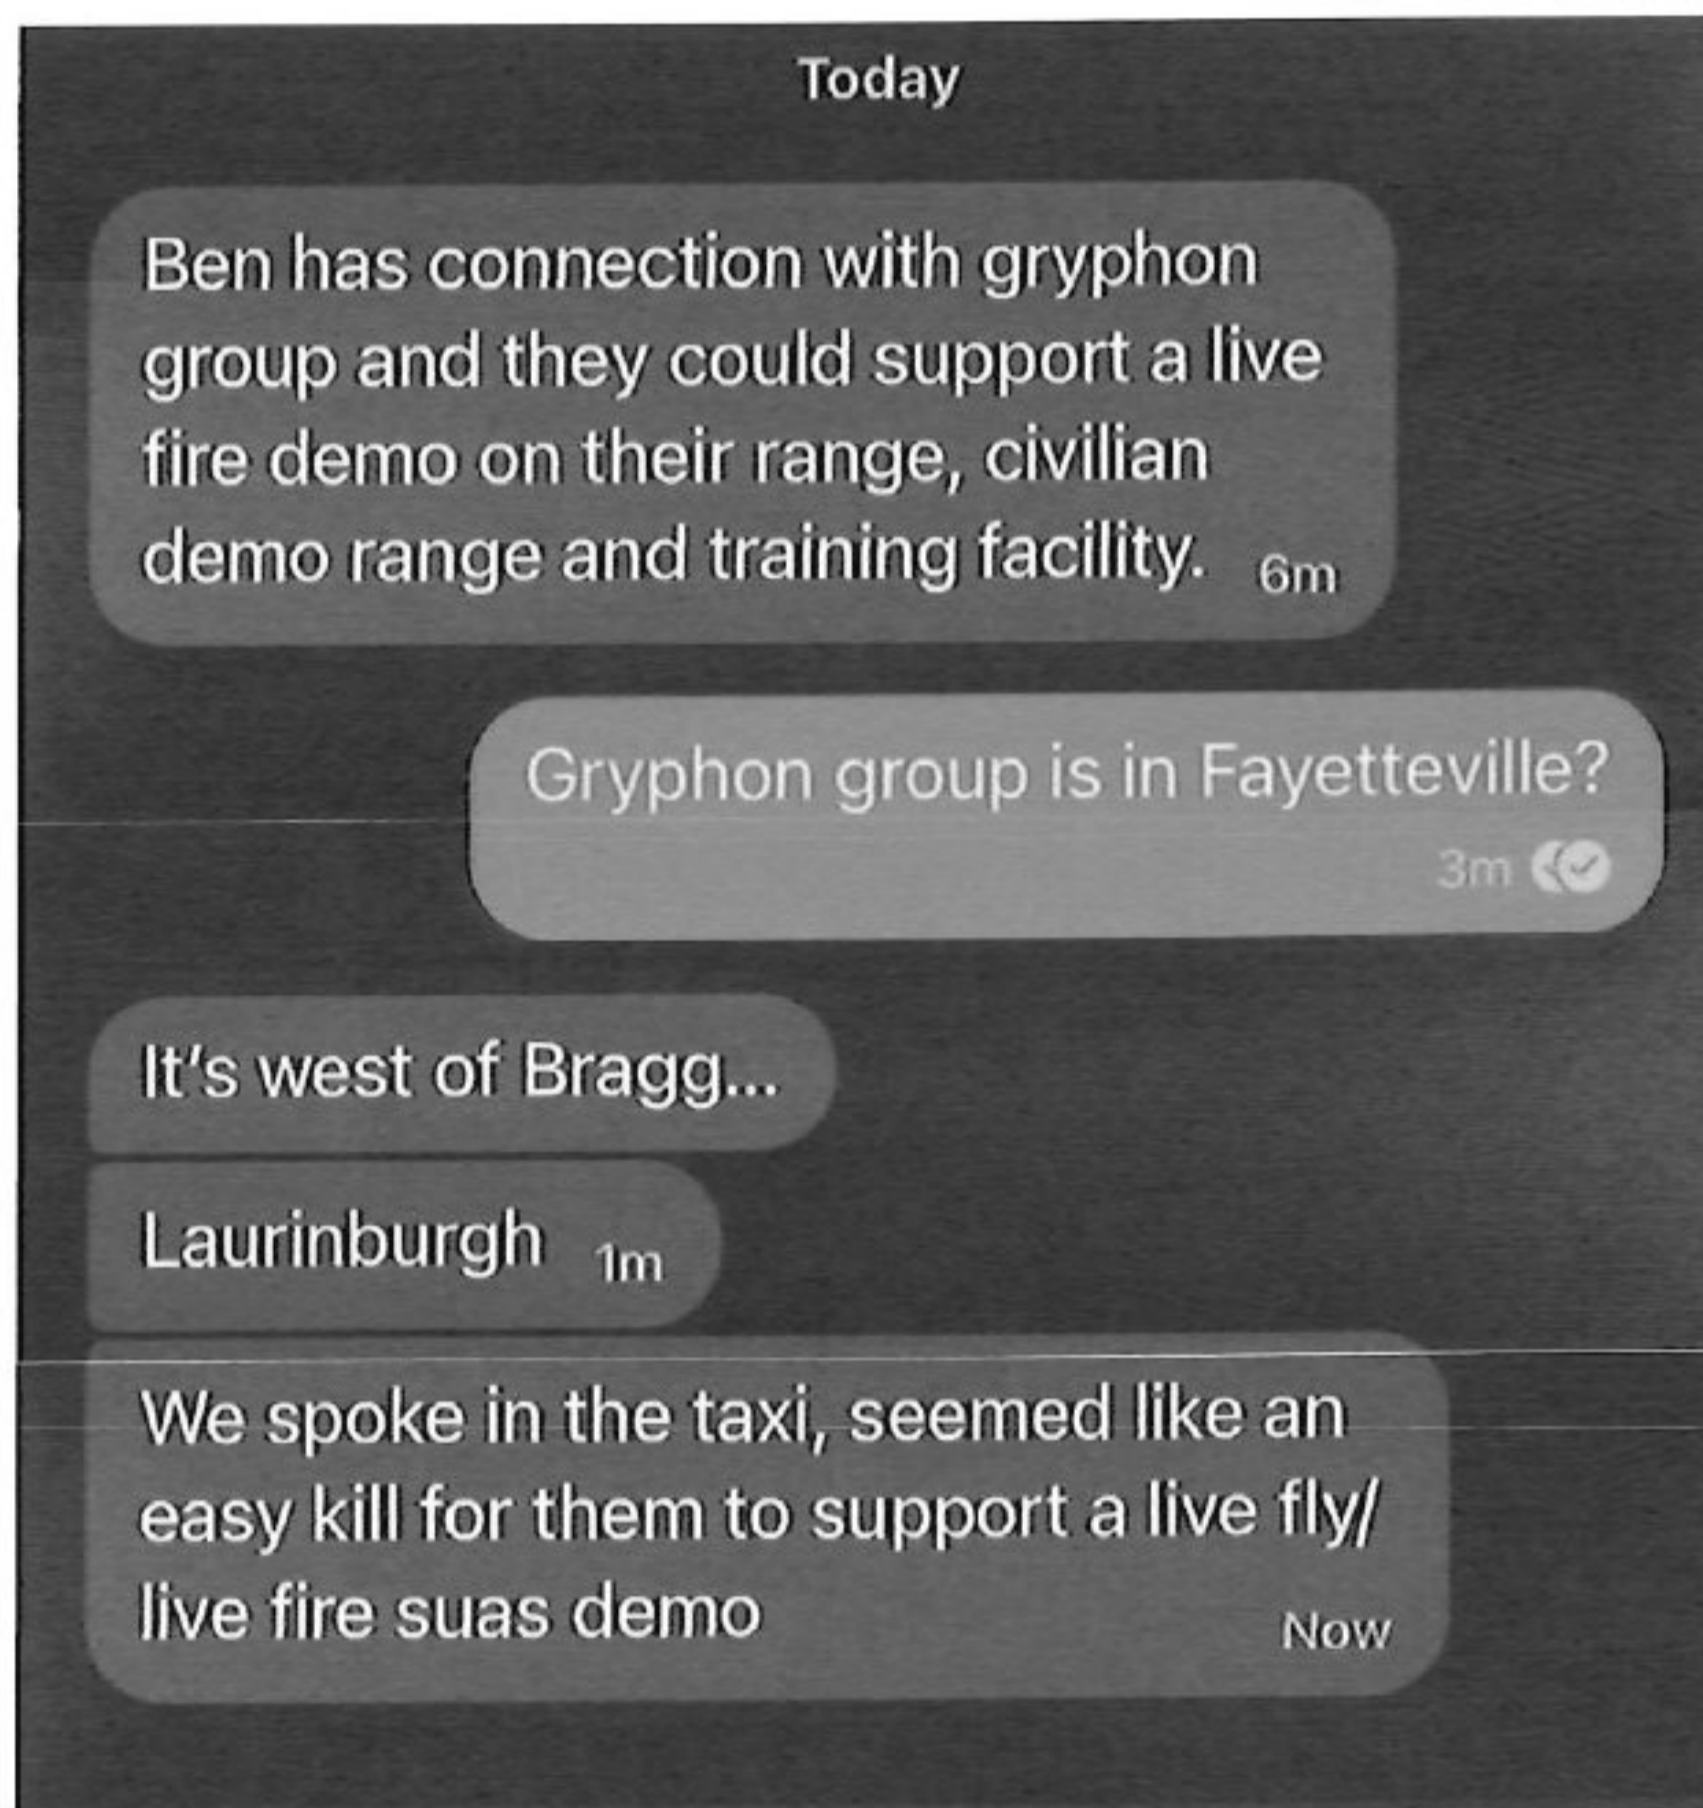 Today
Ben has connection with gryphon
group and they could support a live
fire demo on their range, civilian
demo range and training facility. 6m
Gryphon group is in Fayetteville?
3m
It's west of Bragg...
Laurinburgh 1m
We spoke in the taxi, seemed like an
easy kill for them to support a live fly/
live fire suas demo
Now